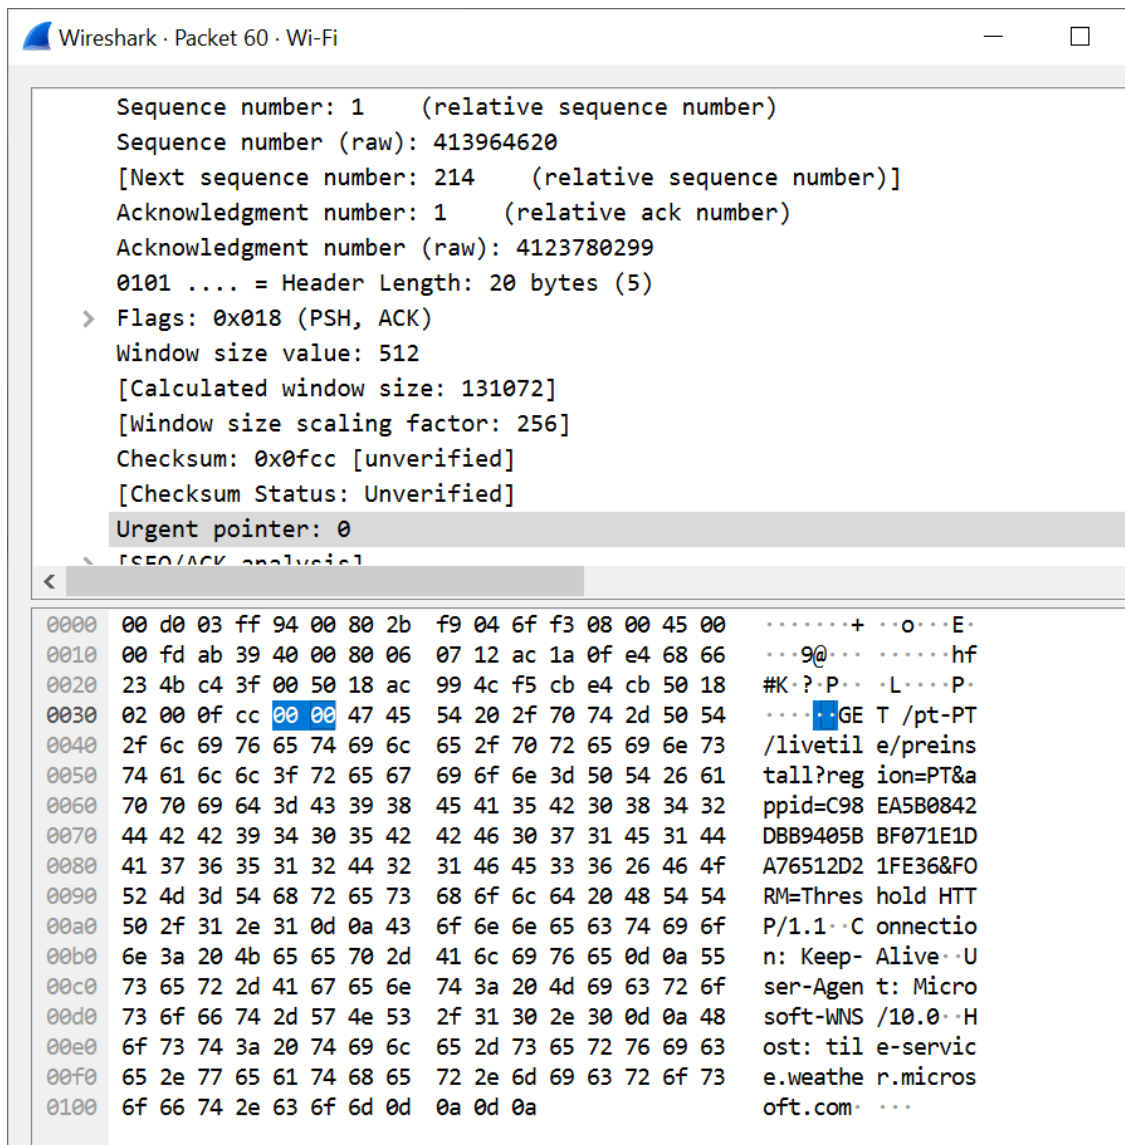 Wireshark · Packet 60 · Wi-Fi
Sequence number: 1    (relative sequence number)
Sequence number (raw): 413964620
[Next sequence number: 214    (relative sequence number)]
Acknowledgment number: 1    (relative ack number)
Acknowledgment number (raw): 4123780299
0101 .... = Header Length: 20 bytes (5)
Flags: 0x018 (PSH, ACK)
Window size value: 512
[Calculated window size: 131072]
[Window size scaling factor: 256]
Checksum: 0x0fcc [unverified]
[Checksum Status: Unverified]
Urgent pointer: 0
[SEQ/ACK analysis]
0000  00 d0 03 ff 94 00 80 2b  f9 04 6f f3 08 00 45 00  ·······+ ··o···E·
0010  00 fd ab 39 40 00 80 06  07 12 ac 1a 0f e4 68 66  ···9@··· ······hf
0020  23 4b c4 3f 00 50 18 ac  99 4c f5 cb e4 cb 50 18  #K·?·P·· ·L····P·
0030  02 00 0f cc 00 00 47 45  54 20 2f 70 74 2d 50 54  ······GE T /pt-PT
0040  2f 6c 69 76 65 74 69 6c  65 2f 70 72 65 69 6e 73  /livetil e/preins
0050  74 61 6c 6c 3f 72 65 67  69 6f 6e 3d 50 54 26 61  tall?reg ion=PT&a
0060  70 70 69 64 3d 43 39 38  45 41 35 42 30 38 34 32  ppid=C98 EA5B0842
0070  44 42 42 39 34 30 35 42  42 46 30 37 31 45 31 44  DBB9405B BF071E1D
0080  41 37 36 35 31 32 44 32  31 46 45 33 36 26 46 4f  A76512D2 1FE36&FO
0090  52 4d 3d 54 68 72 65 73  68 6f 6c 64 20 48 54 54  RM=Thres hold HTT
00a0  50 2f 31 2e 31 0d 0a 43  6f 6e 6e 65 63 74 69 6f  P/1.1··C onnectio
00b0  6e 3a 20 4b 65 65 70 2d  41 6c 69 76 65 0d 0a 55  n: Keep- Alive··U
00c0  73 65 72 2d 41 67 65 6e  74 3a 20 4d 69 63 72 6f  ser-Agen t: Micro
00d0  73 6f 66 74 2d 57 4e 53  2f 31 30 2e 30 0d 0a 48  soft-WNS /10.0··H
00e0  6f 73 74 3a 20 74 69 6c  65 2d 73 65 72 76 69 63  ost: til e-servic
00f0  65 2e 77 65 61 74 68 65  72 2e 6d 69 63 72 6f 73  e.weathe r.micros
0100  6f 66 74 2e 63 6f 6d 0d  0a 0d 0a  oft.com· ···